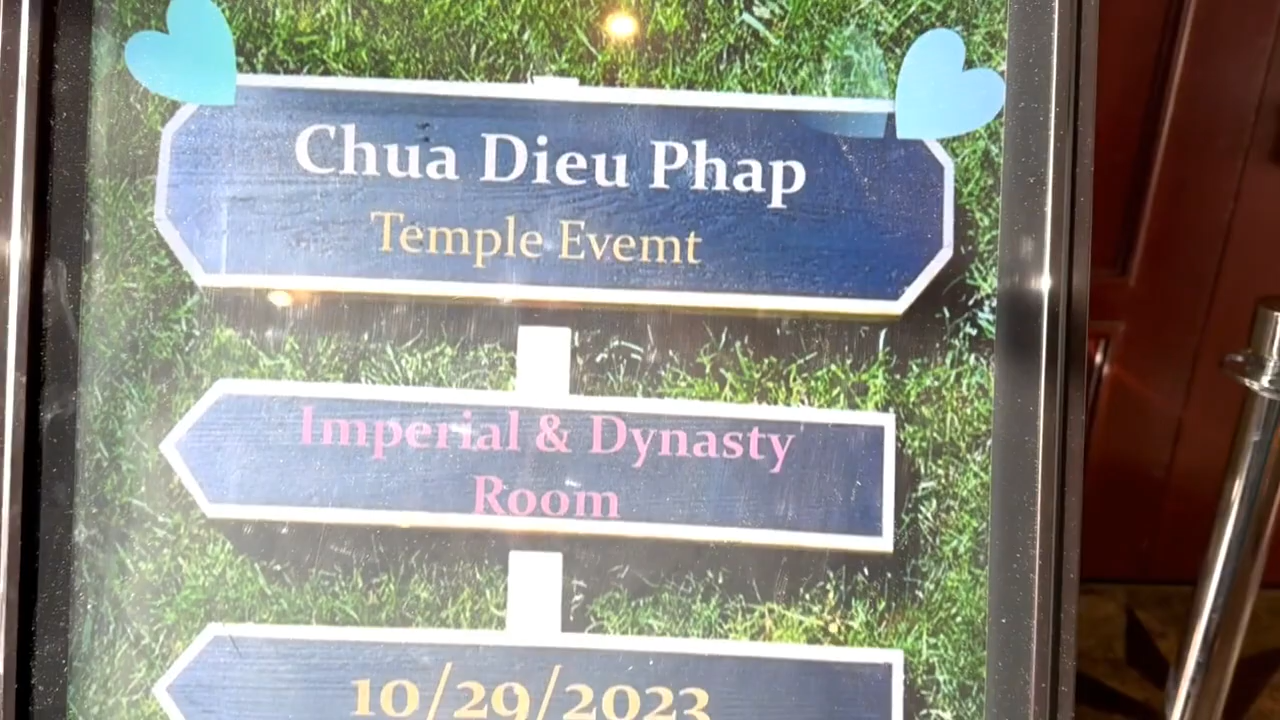 Chua Dieu Phap
Temple Evemt
Imperial & Dynasty
Room
10/29/2023